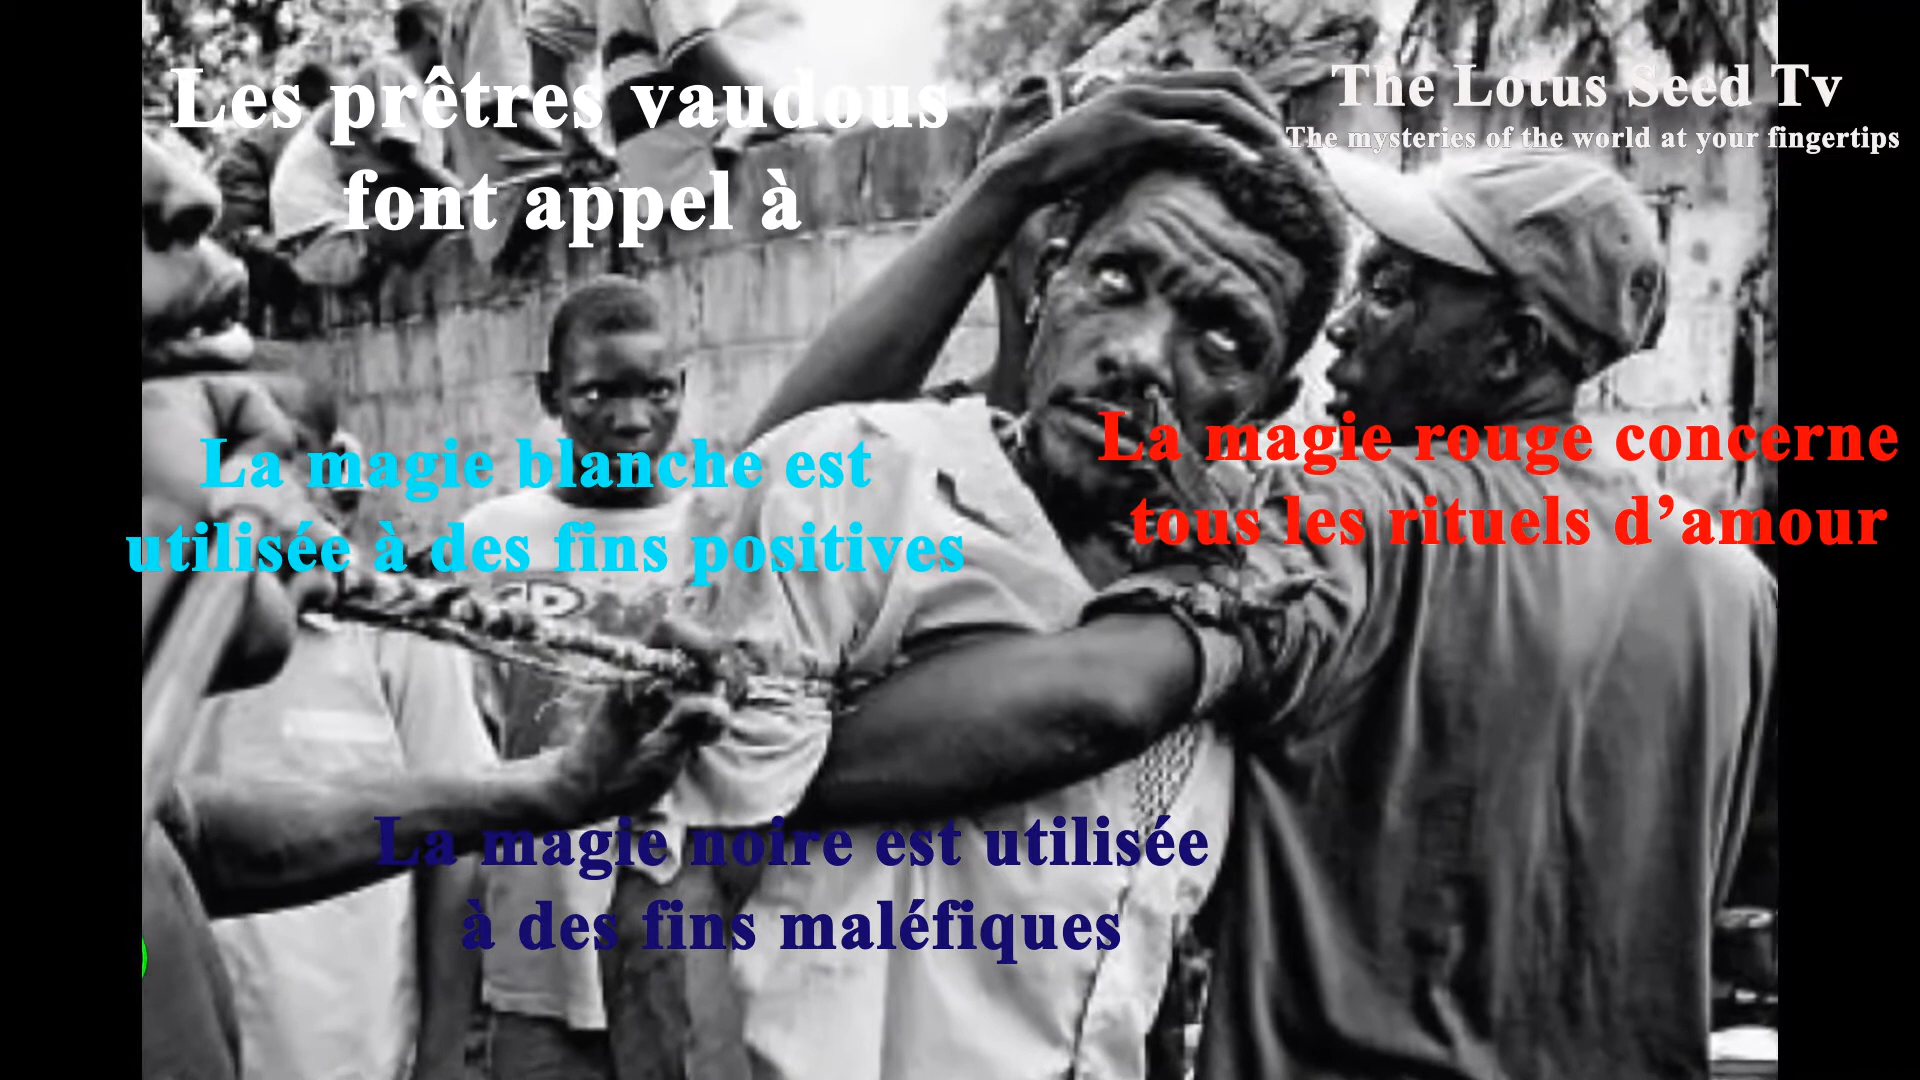 Les prêtres vaudous
font appel à
The Lotus Seed Tv
The mysteries of the world at your fingertips
La magie blanche est
utilisée à des fins positives
La magie rouge concerne
tous les rituels d’amour
La magie noire est utilisée
à des fins maléfiques